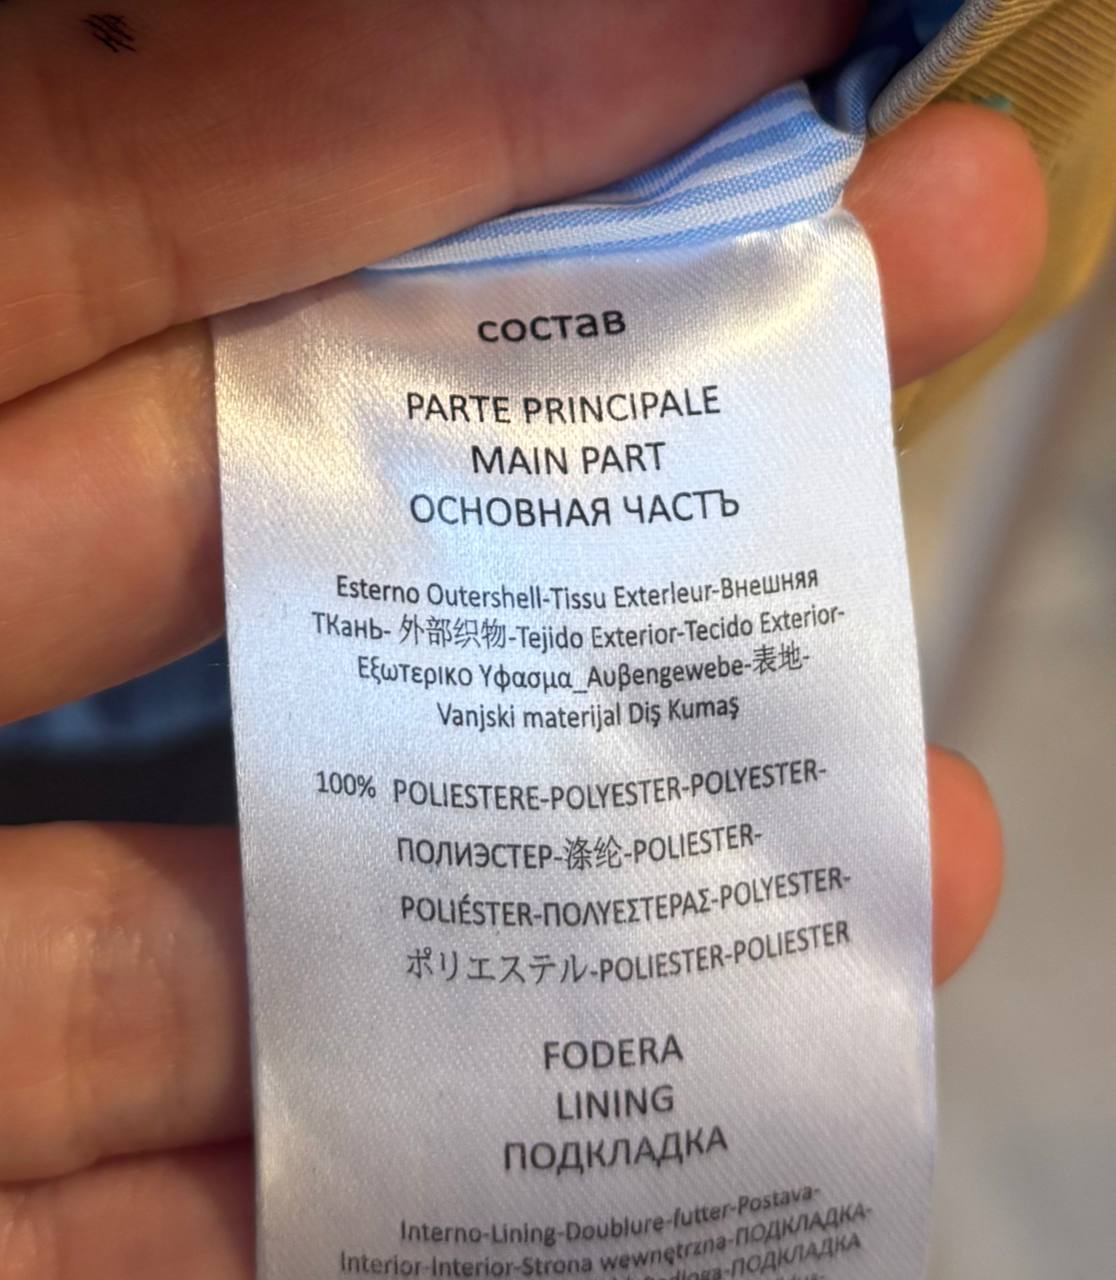 состав
PARTE PRINCIPALE
MAIN PART
ОСНОВНАЯ ЧАСТЪ
Esterno Outershell-Tissu Exterleur-Внешняя
ТКань- 外部织物-Tejido Exterior-Tecido Exterior-
Εξωτερικο Υφασμα_Außengewebe-表地-
Vanjski materijal Diş Kumaş
100% POLIESTERE-POLYESTER-POLYESTER-
ПОЛИЭСТЕР-涤纶-POLIESTER-
POLIÉSTER-ΠΟΛΥΕΣΤΕΡΑΣ-POLYESTER-
ポリエステル-POLIESTER-POLIESTER
FODERA
LINING
ПОДКЛАДКА
Interno-Lining-Doublure-futter-Postava-
Interior-Interior-Strona wewnętrzna-ПОДКЛАДКА-
Podloga-ПОДКЛАДКА